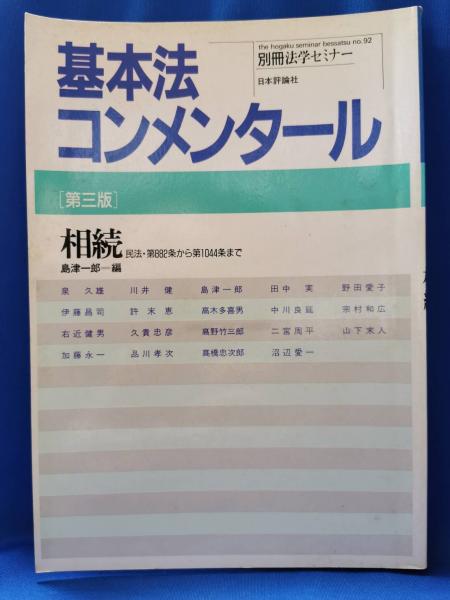 the hogaku seminar bessatsu no.92
別冊法学セミナー
日本評論社
基本法
コンメンタール
[第三版]
相続 民法・第882条から第1044条まで
島津一郎―編
泉 久雄 川井 健 島津一郎 田中 実 野田愛子
伊藤昌司 許 末恵 高木多喜男 中川良延 宗村和広
右近健男 久貴忠彦 高野竹三郎 二宮周平 山下末人
加藤永一 品川孝次 高橋忠次郎 沼辺愛一